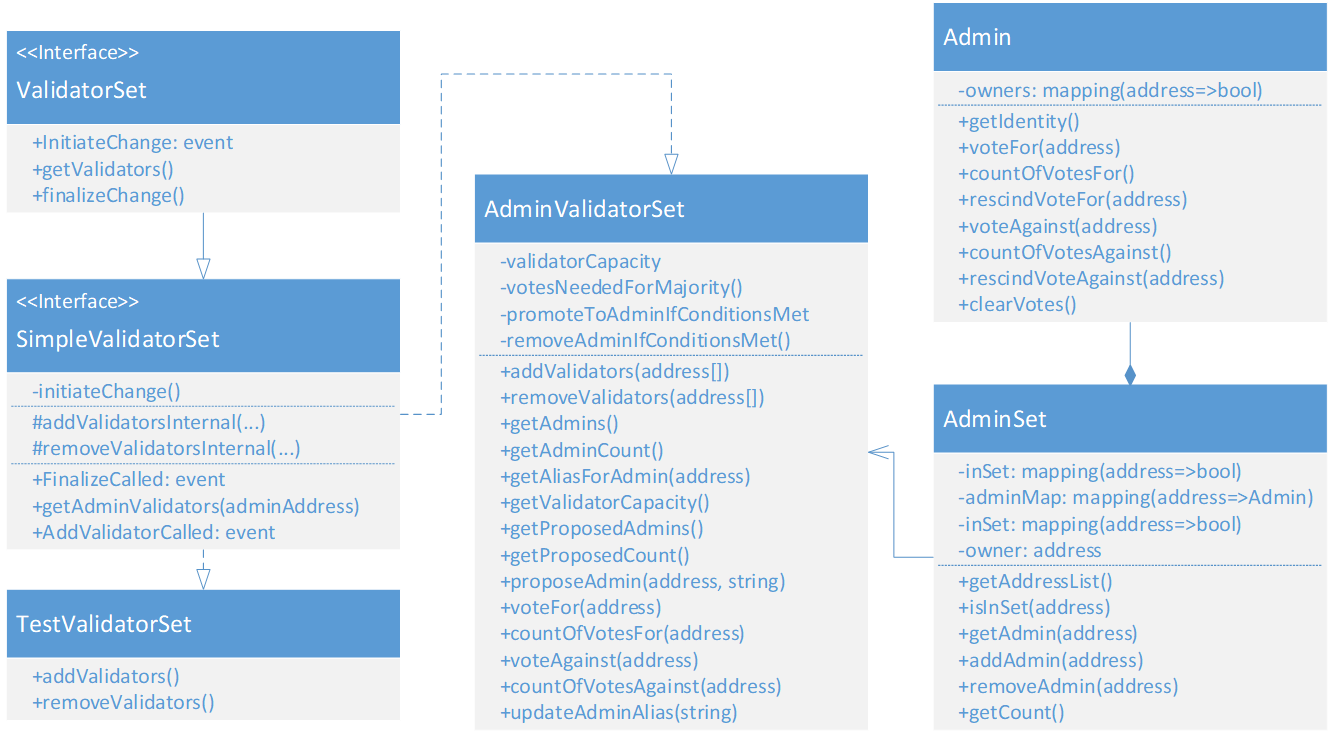 <<Interface>>
ValidatorSet
+InitiateChange: event
+getValidators()
+finalizeChange()
<<Interface>>
SimpleValidatorSet
-initiateChange()
#addValidatorsInternal(...)
#removeValidatorsInternal(...)
+FinalizeCalled: event
+getAdminValidators(adminAddress)
+AddValidatorCalled: event
TestValidatorSet
+addValidators()
+removeValidators()
AdminValidatorSet
-validatorCapacity
-votesNeededForMajority()
-promoteToAdminIfConditionsMet
-removeAdminIfConditionsMet()
+addValidators(address[])
+removeValidators(address[])
+getAdmins()
+getAdminCount()
+getAliasForAdmin(address)
+getValidatorCapacity()
+getProposedAdmins()
+getProposedCount()
+proposeAdmin(address, string)
+voteFor(address)
+countOfVotesFor(address)
+voteAgainst(address)
+countOfVotesAgainst(address)
+updateAdminAlias(string)
Admin
-owners: mapping(address=>bool)
+getIdentity()
+voteFor(address)
+countOfVotesFor()
+rescindVoteFor(address)
+voteAgainst(address)
+countOfVotesAgainst()
+rescindVoteAgainst(address)
+clearVotes()
AdminSet
-inSet: mapping(address=>bool)
-adminMap: mapping(address=>Admin)
-inSet: mapping(address=>bool)
-owner: address
+getAddressList()
+isInSet(address)
+getAdmin(address)
+addAdmin(address)
+removeAdmin(address)
+getCount()